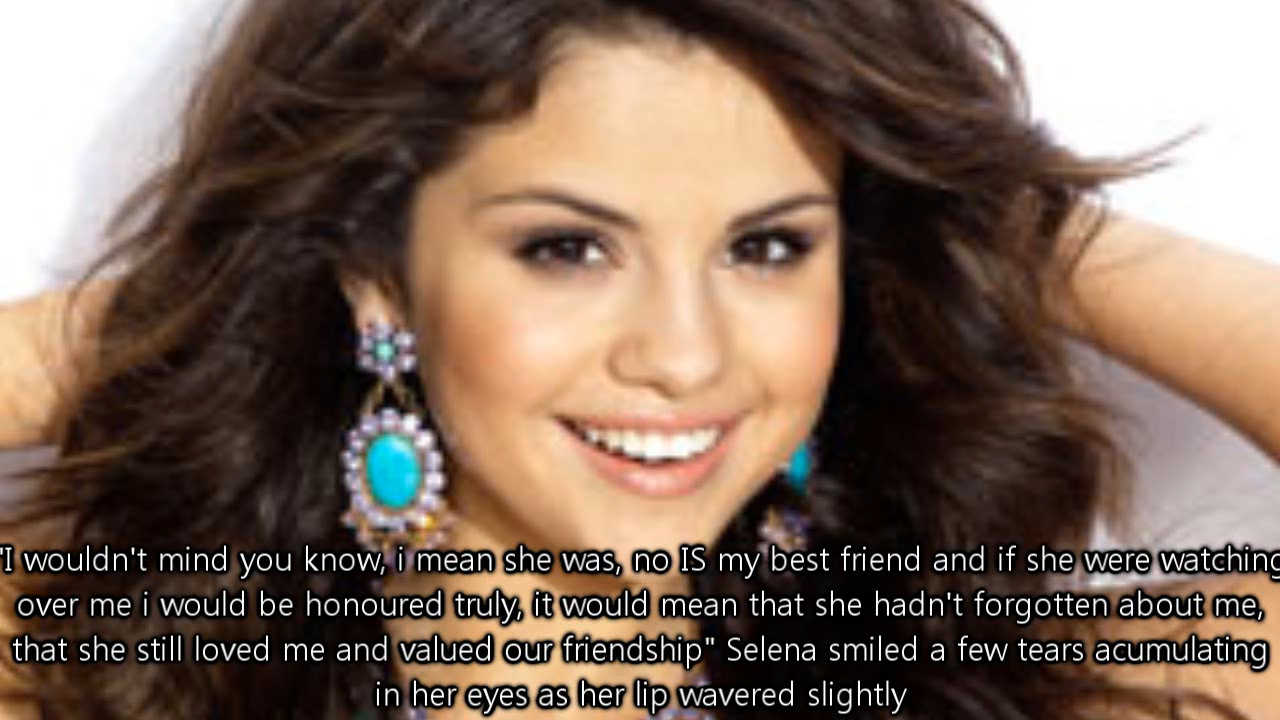 "I wouldn't mind you know, i mean she was, no IS my best friend and if she were watching
over me i would be honoured truly, it would mean that she hadn't forgotten about me,
that she still loved me and valued our friendship" Selena smiled a few tears acumulating
in her eyes as her lip wavered slightly